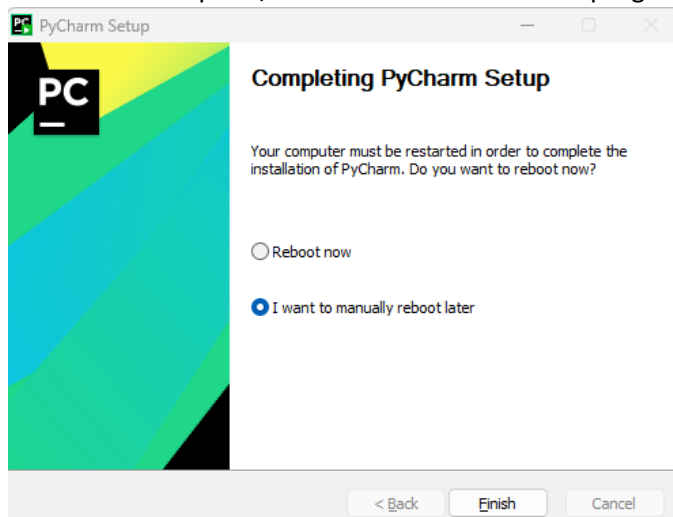 PyCharm Setup
PC
Completing PyCharm Setup
Your computer must be restarted in order to complete the
installation of PyCharm. Do you want to reboot now?
Reboot now
I want to manually reboot later
< Back
Finish
Cancel